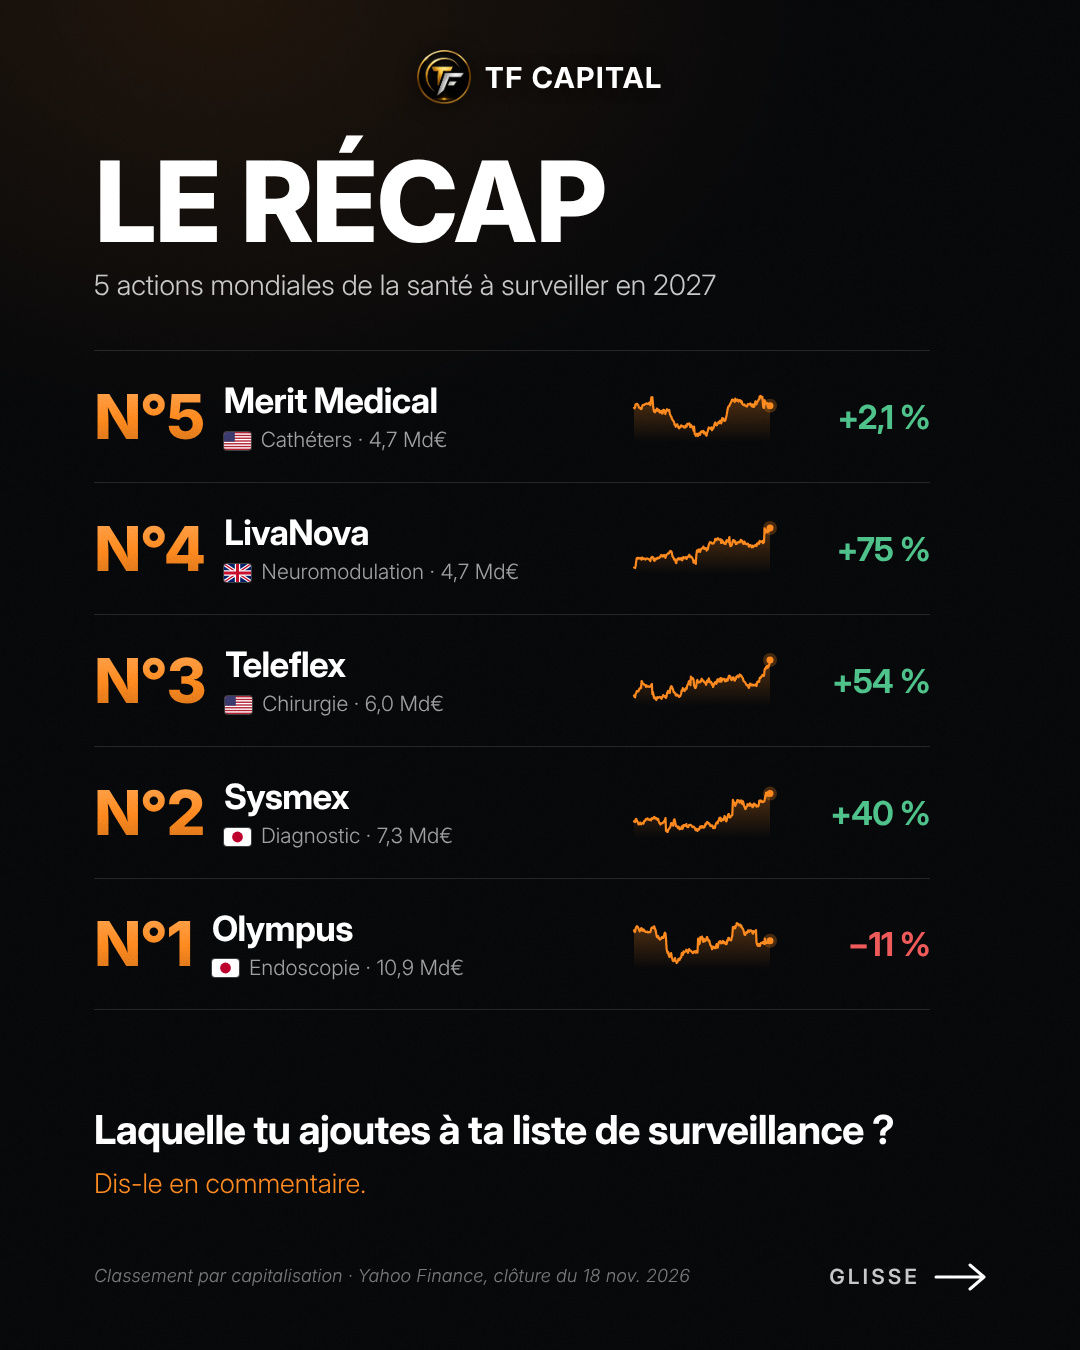 TF CAPITAL
LE RÉCAP
5 actions mondiales de la santé à surveiller en 2027
N°5
Merit Medical
Cathéters · 4,7 Md€
+2,1 %
N°4
LivaNova
Neuromodulation · 4,7 Md€
+75 %
N°3
Teleflex
Chirurgie · 6,0 Md€
+54 %
N°2
Sysmex
Diagnostic · 7,3 Md€
+40 %
N°1
Olympus
Endoscopie · 10,9 Md€
−11 %
Laquelle tu ajoutes à ta liste de surveillance ?
Dis-le en commentaire.
Classement par capitalisation · Yahoo Finance, clôture du 18 nov. 2026
GLISSE